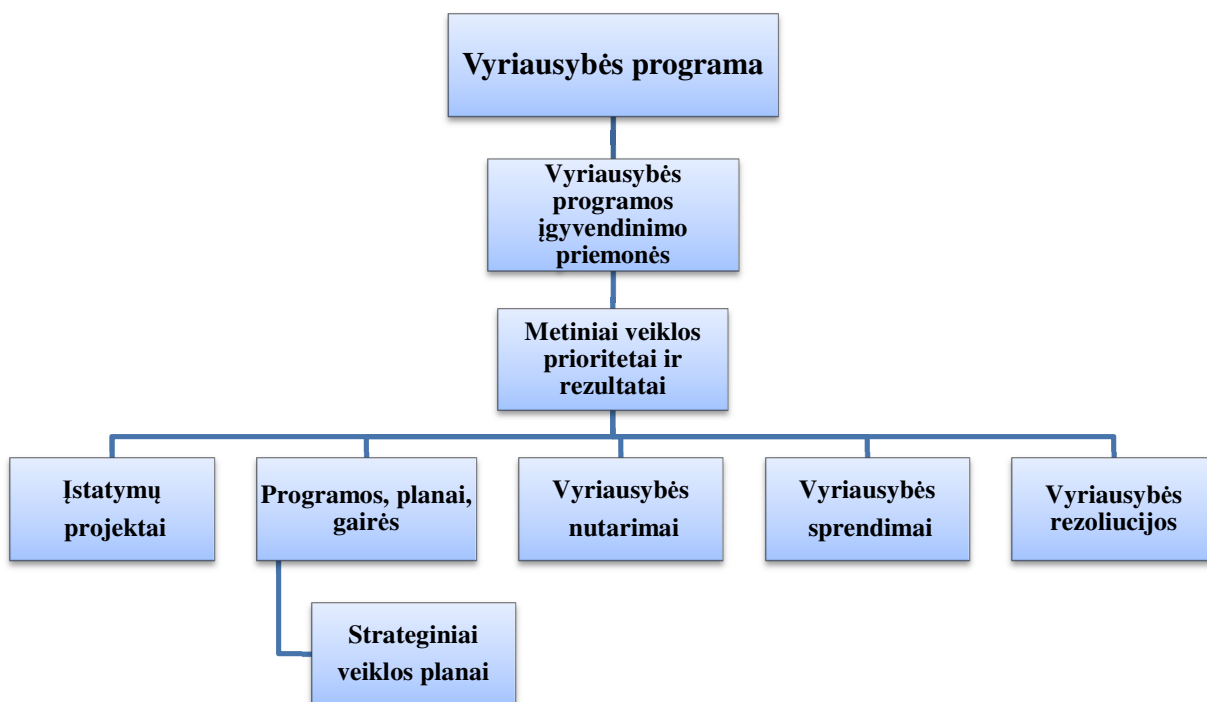 Vyriausybės programa
Vyriausybės
programos
įgyvendinimo
priemonės
Metiniai veiklos
prioritetai ir
rezultatai
Įstatymų
projektai
Programos, planai,
gairės
Vyriausybės
nutarimai
Vyriausybės
sprendimai
Vyriausybės
rezoliucijos
Strateginiai
veiklos planai